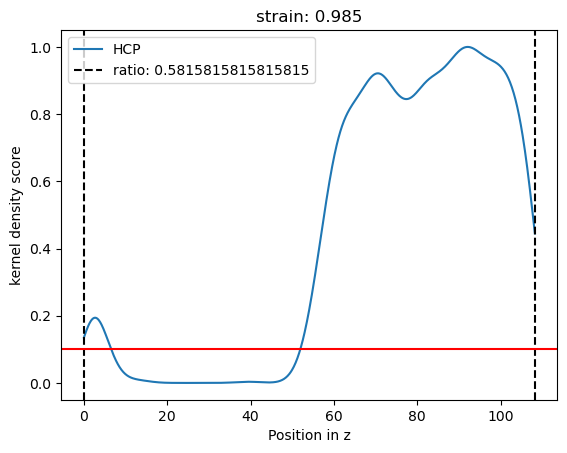 strain: 0.985
HCP
ratio: 0.5815815815815815
kernel density score
1.0
0.8
0.6
0.4
0.2
0.0
0 20 40 60 80 100
Position in z